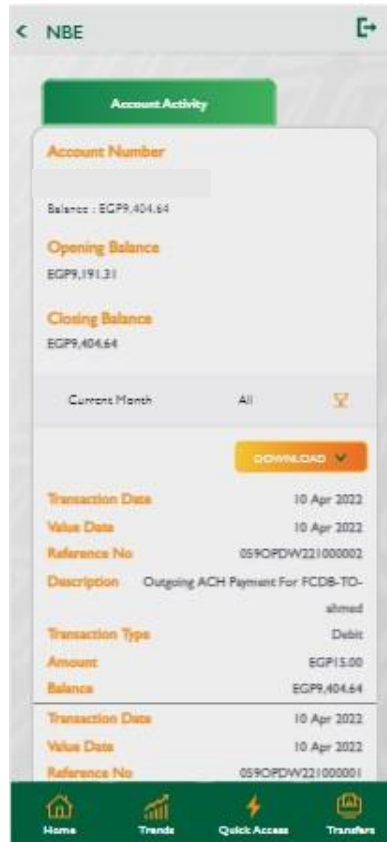 NBE
Account Activity
Account Number
Balance : EGP9,404.64
Opening Balance
EGP9,191.31
Closing Balance
EGP9,404.64
Current Month All
DOWNLOAD
Transaction Date 10 Apr 2022
Value Date 10 Apr 2022
Reference No 059OPDW221000002
Description Outgoing ACH Payment For FCDB-TO-
ahmed
Transaction Type Debit
Amount EGP15.00
Balance EGP9,404.64
Transaction Date 10 Apr 2022
Value Date 10 Apr 2022
Reference No 059OPDW221000001
Home Trends Quick Access Transfers